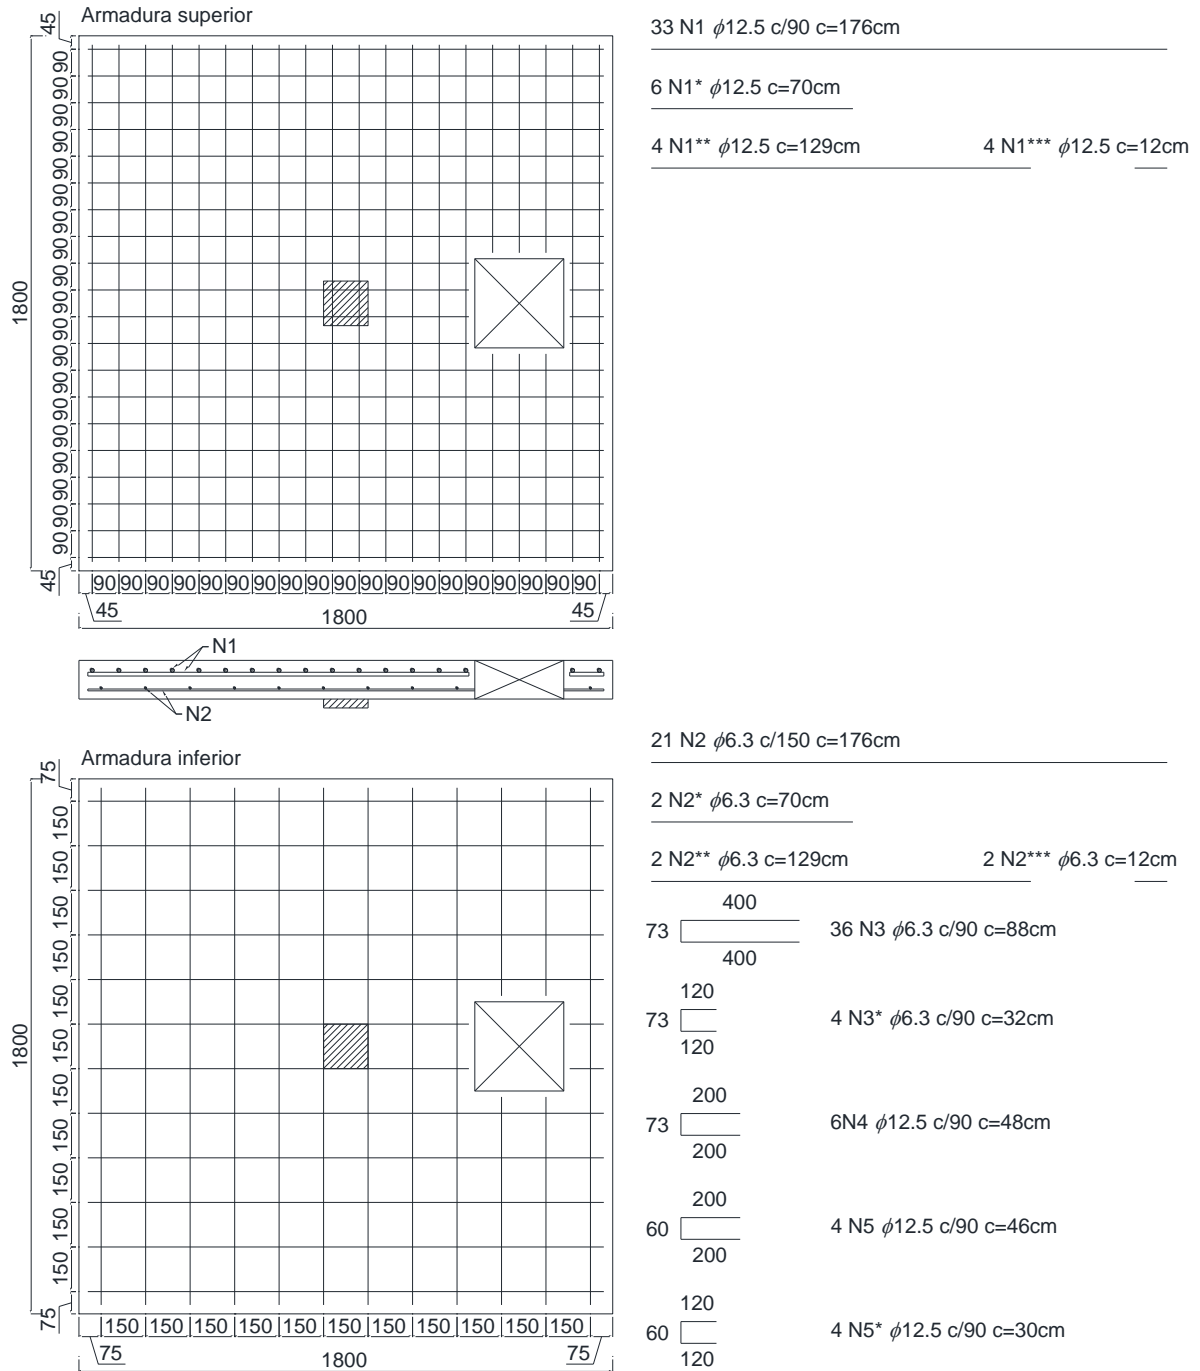 Armadura superior
45
90 90 90 90 90 90 90 90 90 90 90 90 90 90 90 90 90 90 90
45
1800
90 90 90 90 90 90 90 90 90 90 90 90 90 90 90 90 90 90 90
45
45
1800
33 N1 ϕ12.5 c/90 c=176cm
6 N1* ϕ12.5 c=70cm
4 N1** ϕ12.5 c=129cm
4 N1*** ϕ12.5 c=12cm
N1
N2
Armadura inferior
75
150 150 150 150 150 150 150 150 150 150 150
75
1800
150 150 150 150 150 150 150 150 150 150 150
75
75
1800
21 N2 ϕ6.3 c/150 c=176cm
2 N2* ϕ6.3 c=70cm
2 N2** ϕ6.3 c=129cm
2 N2*** ϕ6.3 c=12cm
400
73
36 N3 ϕ6.3 c/90 c=88cm
400
120
73
4 N3* ϕ6.3 c/90 c=32cm
120
200
73
6N4 ϕ12.5 c/90 c=48cm
200
200
60
4 N5 ϕ12.5 c/90 c=46cm
200
120
60
4 N5* ϕ12.5 c/90 c=30cm
120